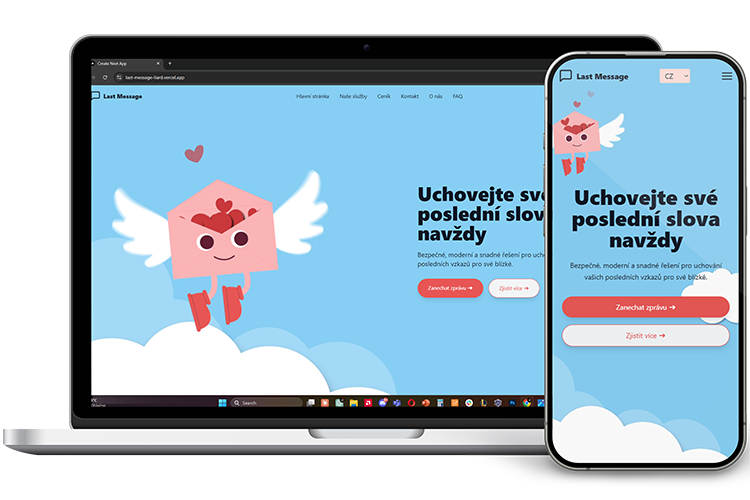 Create Next App
last-message-liard.vercel.app
Last Message
Hlavní stránka Naše služby Ceník Kontakt O nás FAQ
Uchovejte své
poslední slova
navždy
Bezpečné, moderní a snadné řešení pro ucho
posledních vzkazů pro své blízké.
Zanechat zprávu →
Zjistit více →
Search
Last Message
CZ
Uchovejte své
poslední slova
navždy
Bezpečné, moderní a snadné řešení pro uchování
vašich posledních vzkazů pro své blízké.
Zanechat zprávu →
Zjistit více →